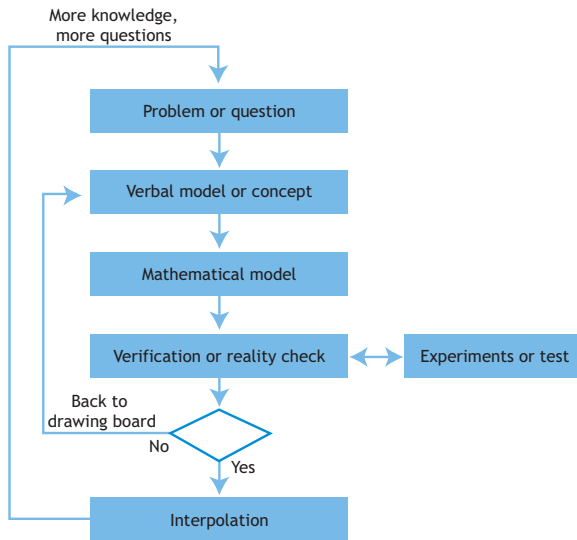 More knowledge,
more questions
Problem or question
Verbal model or concept
Mathematical model
Verification or reality check
Experiments or test
Back to
drawing board
No
Yes
Interpolation